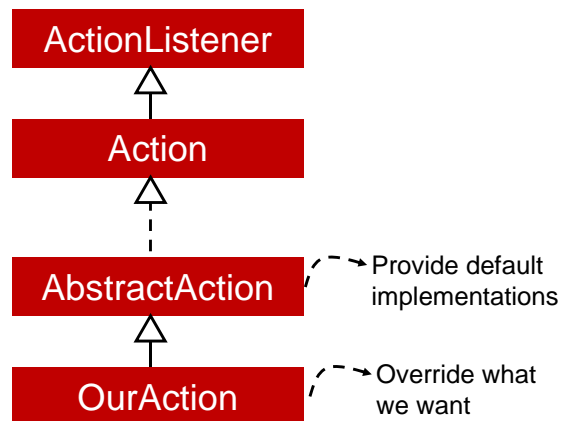 ActionListener
Action
AbstractAction
Provide default
implementations
OurAction
Override what
we want